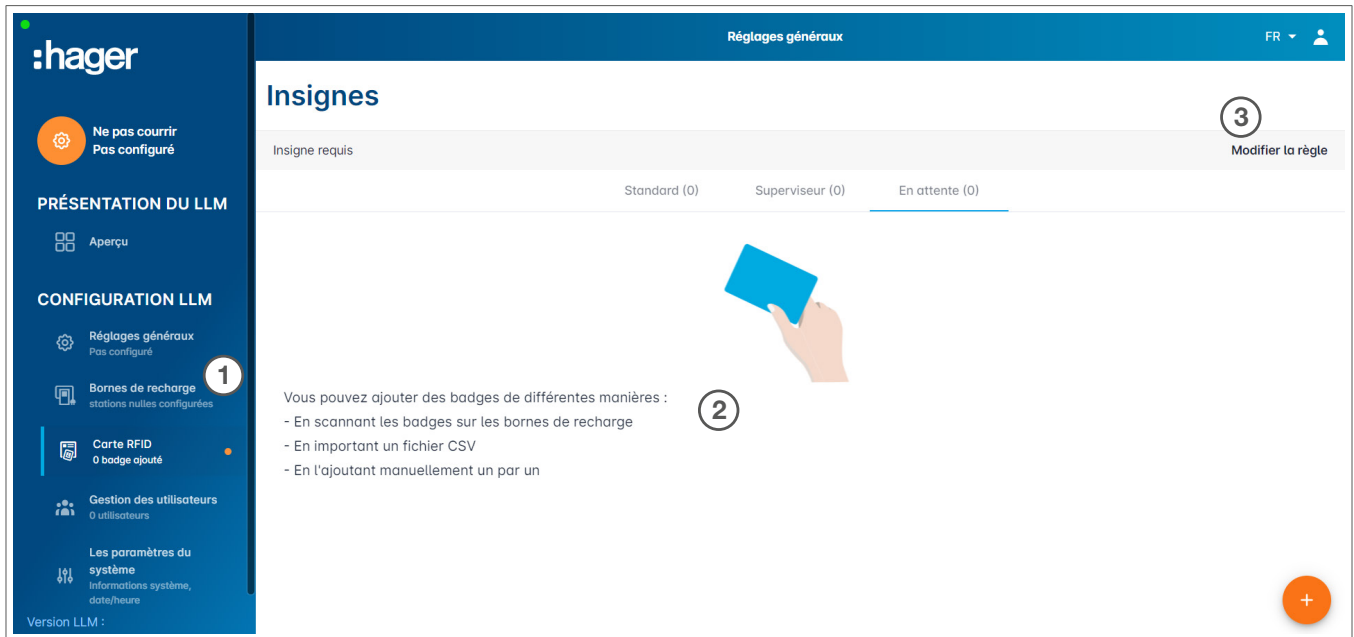 :hager
Réglages généraux
FR
Ne pas courrir
Pas configuré
PRÉSENTATION DU LLM
Aperçu
CONFIGURATION LLM
Réglages généraux
Pas configuré
Bornes de recharge
stations nulles configurées
1
Carte RFID
0 badge ajouté
Gestion des utilisateurs
0 utilisateurs
Les paramètres du
système
Informations système,
date/heure
Version LLM :
Insignes
3
Insigne requis
Modifier la règle
Standard (0)
Superviseur (0)
En attente (0)
Vous pouvez ajouter des badges de différentes manières :
2
- En scannant les badges sur les bornes de recharge
- En important un fichier CSV
- En l'ajoutant manuellement un par un
+